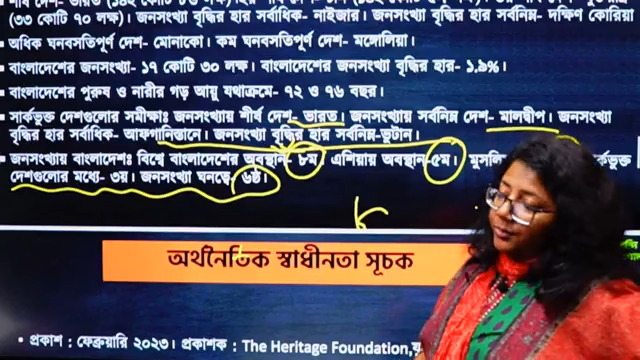 শীর্ষ দেশ- ভারত
(৩৩ কোটি ৭০ লক্ষ)। জনসংখ্যা বৃদ্ধির হার সর্বাধিক- নাইজার। জনসংখ্যা বৃদ্ধির হার সর্বনিম্ন- দক্ষিণ কোরিয়া
অধিক ঘনবসতিপূর্ণ দেশ- মোনাকো। কম ঘনবসতিপূর্ণ দেশ- মঙ্গোলিয়া।
বাংলাদেশের জনসংখ্যা- ১৭ কোটি ৩০ লক্ষ। বাংলাদেশের জনসংখ্যা বৃদ্ধির হার- ১.৯%।
বাংলাদেশের পুরুষ ও নারীর গড় আয়ু যথাক্রমে- ৭২ ও ৭৬ বছর।
সার্কভুক্ত দেশগুলোর সমীক্ষাঃ জনসংখ্যায় শীর্ষ দেশ- ভারত। জনসংখ্যায় সর্বনিম্ন দেশ- মালদ্বীপ। জনসংখ্যা
বৃদ্ধির হার সর্বাধিক- আফগানিস্তানে। জনসংখ্যা বৃদ্ধির হার সর্বনিম্ন-ভুটান।
জনসংখ্যায় বাংলাদেশঃ বিশ্বে বাংলাদেশের অবস্থান- ৮ম। এশিয়ায় অবস্থান-৫ম।
দেশগুলোর মধ্যে- ৩য়। জনসংখ্যা ঘনত্বে- ৬ষ্ঠ।
অর্থনৈতিক স্বাধীনতা সূচক
• প্রকাশ : ফেব্রুয়ারি ২০২৩। প্রকাশক : The Heritage Foundation,